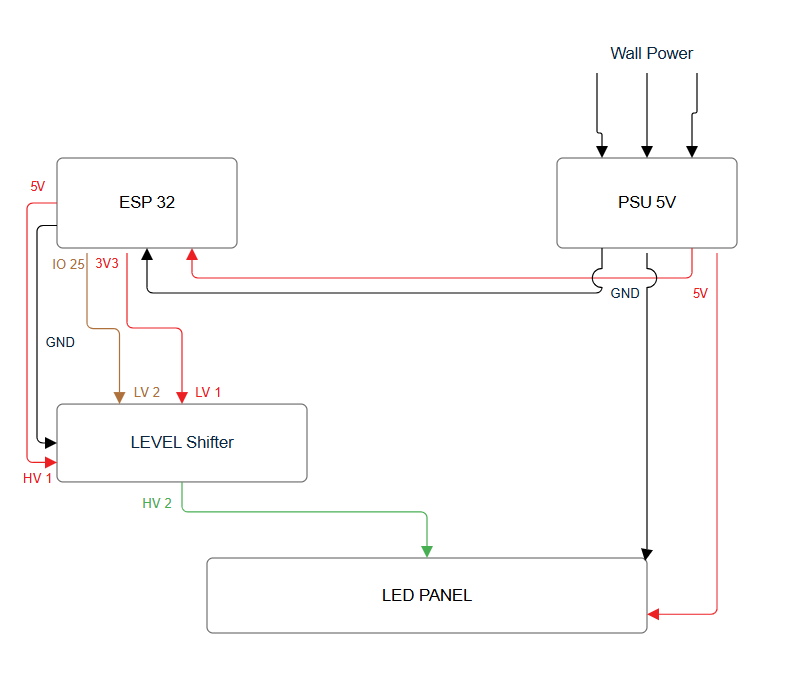 Wall Power
5V
ESP 32
PSU 5V
IO 25
3V3
GND
5V
GND
LV 2
LV 1
LEVEL Shifter
HV 1
HV 2
LED PANEL